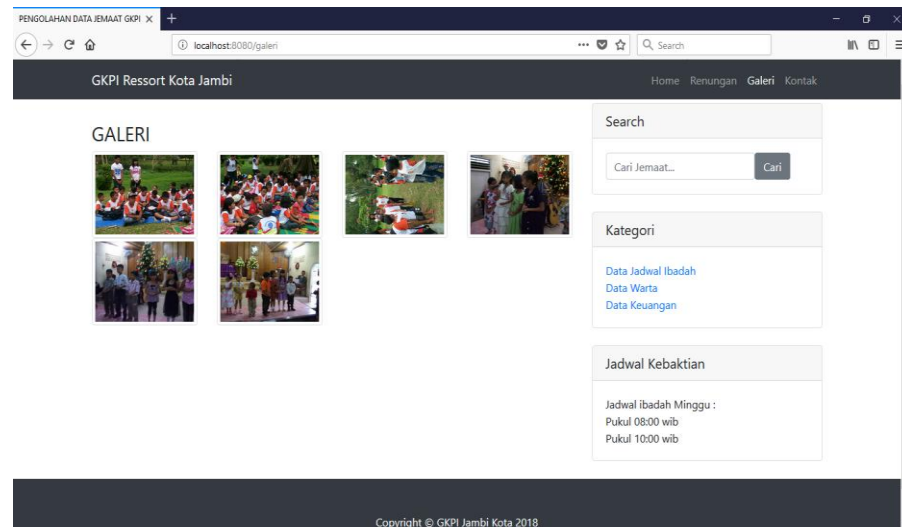 PENGOLAHAN DATA JEMAAT GKPI
localhost:8080/galeri
Search
GKPI Ressort Kota Jambi
Home Renungan Galeri Kontak
GALERI
Search
Cari Jemaat... Cari
Kategori
Data Jadwal Ibadah
Data Warta
Data Keuangan
Jadwal Kebaktian
Jadwal ibadah Minggu :
Pukul 08:00 wib
Pukul 10:00 wib
Copyright © GKPI Jambi Kota 2018